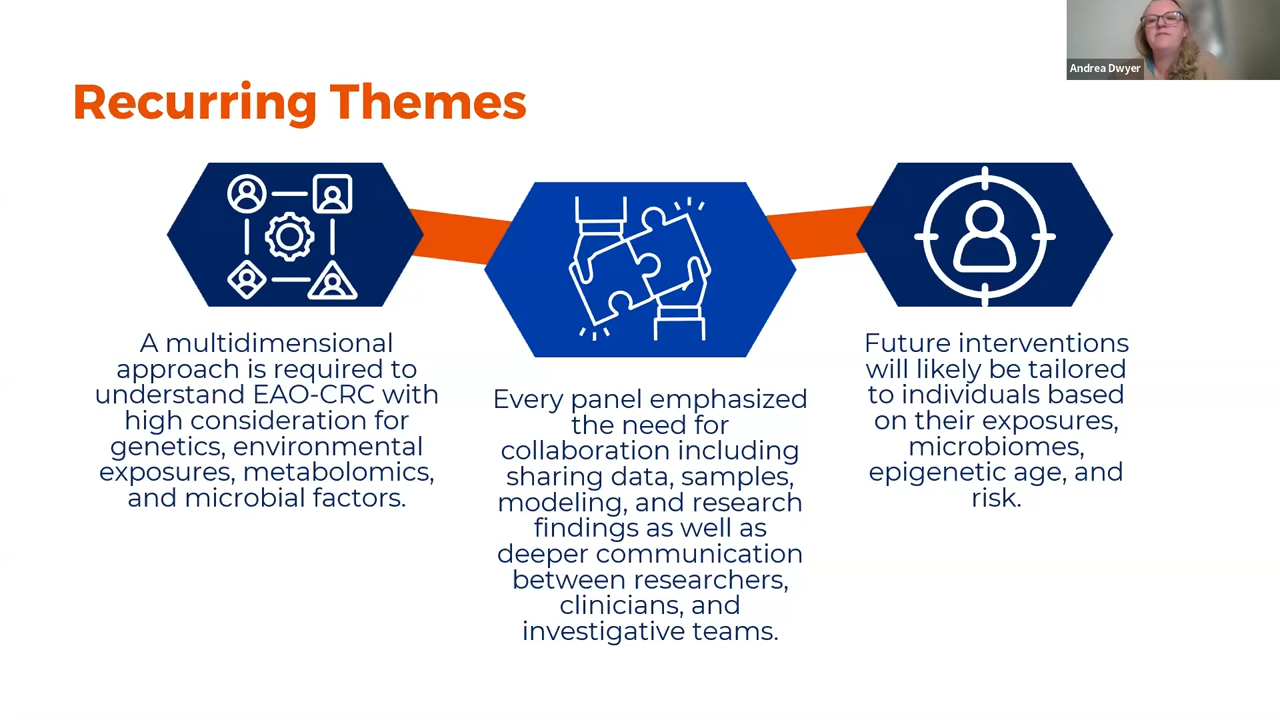 Andrea Dwyer
Recurring Themes
A multidimensional
approach is required to
understand EAO-CRC with
high consideration for
genetics, environmental
exposures, metabolomics,
and microbial factors.
Every panel emphasized
the need for
collaboration including
sharing data, samples,
modeling, and research
findings as well as
deeper communication
between researchers,
clinicians, and
investigative teams.
Future interventions
will likely be tailored
to individuals based
on their exposures,
microbiomes,
epigenetic age, and
risk.